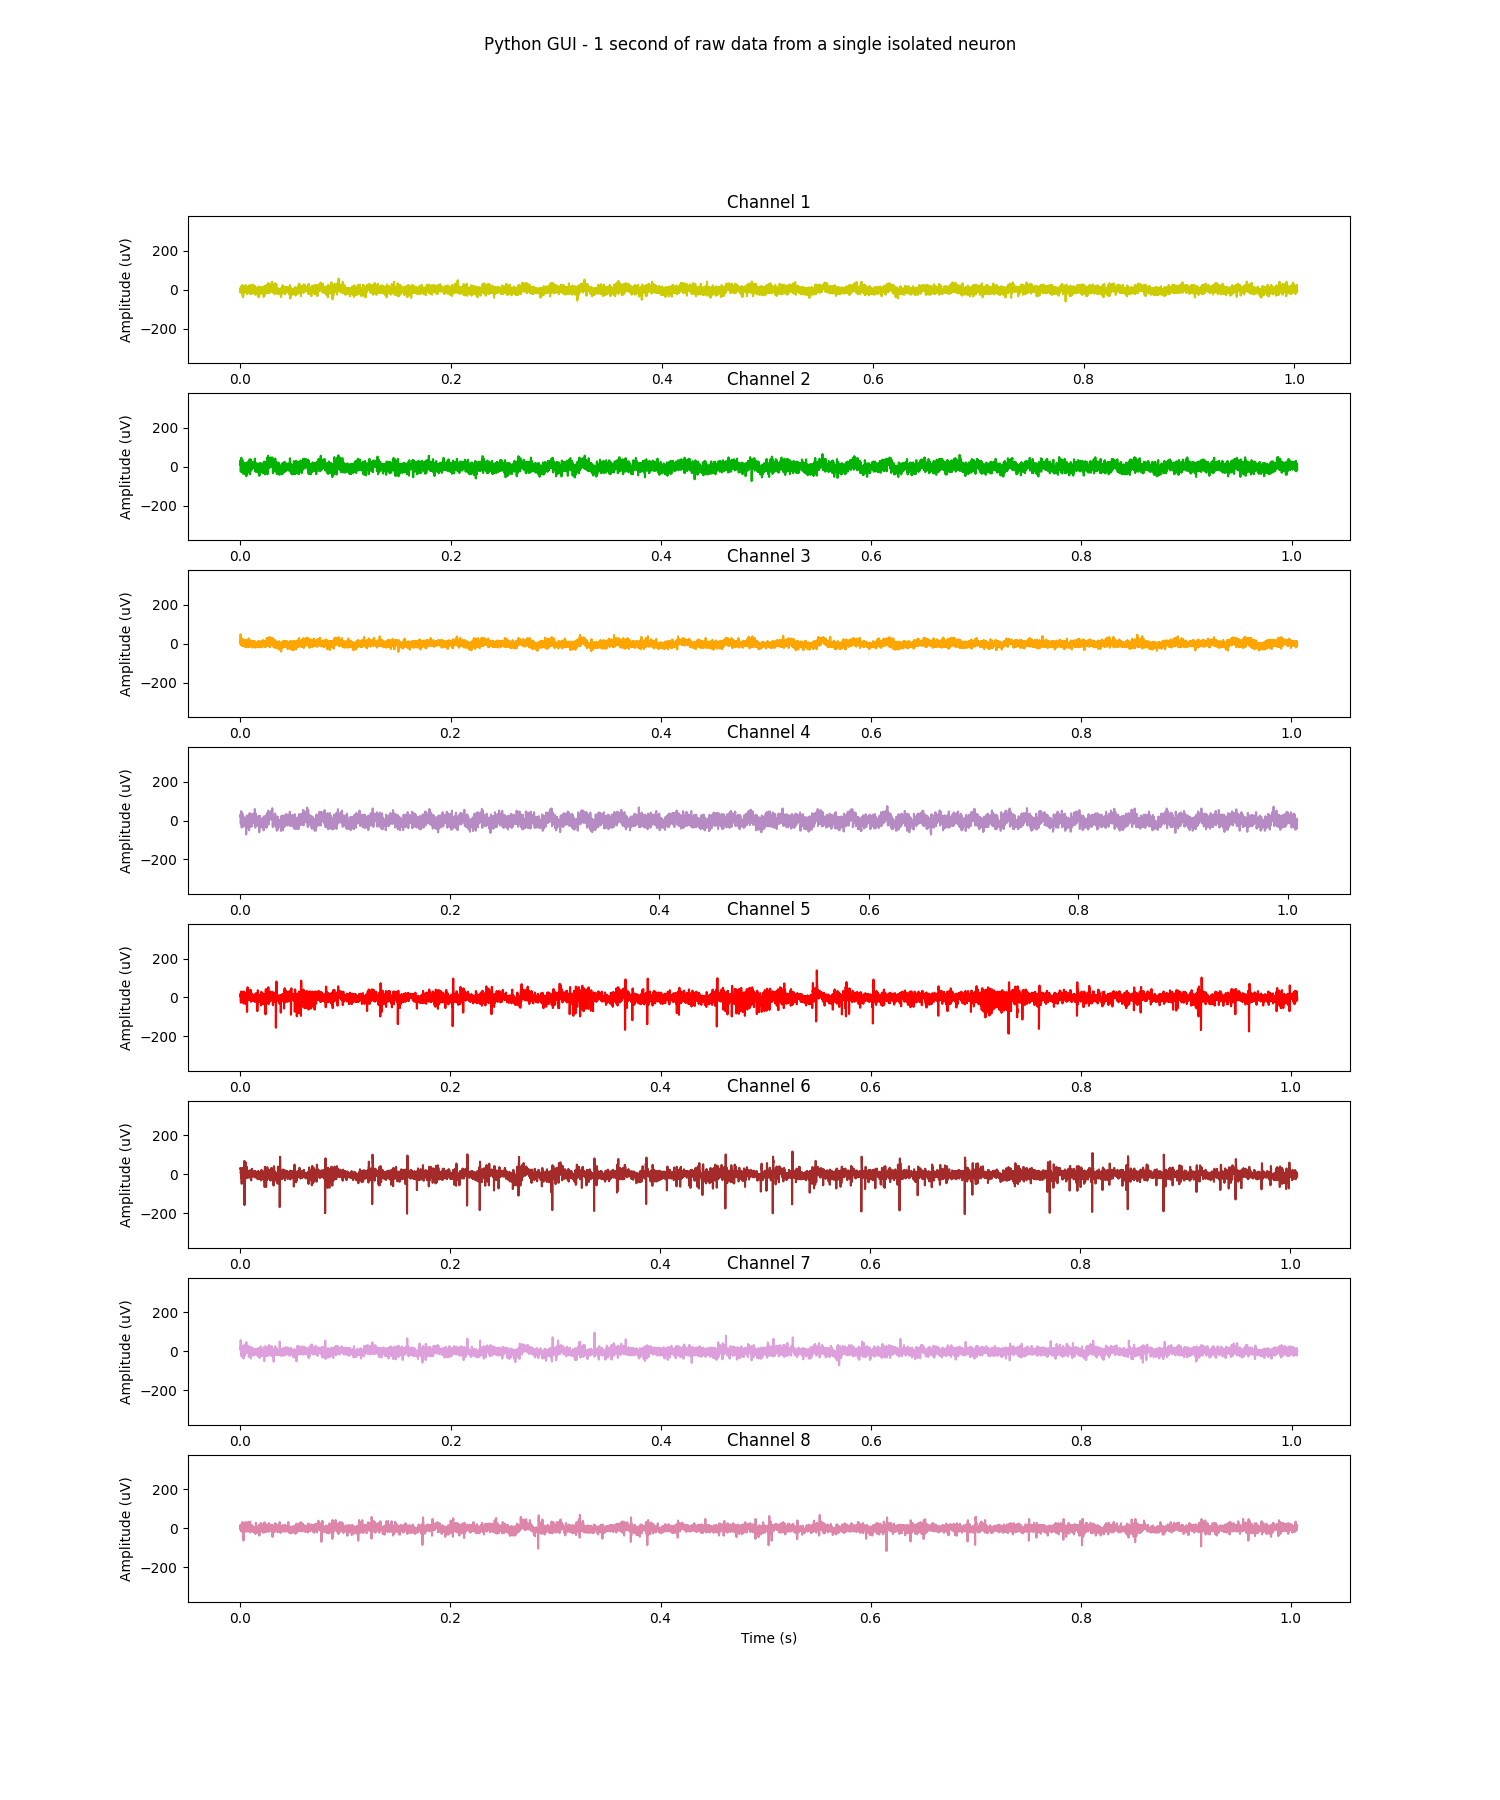 Python GUI - 1 second of raw data from a single isolated neuron
Channel 1
Amplitude (uV)
200
0
−200
0.0 0.2 0.4 0.6 0.8 1.0
Channel 2
Amplitude (uV)
200
0
−200
0.0 0.2 0.4 0.6 0.8 1.0
Channel 3
Amplitude (uV)
200
0
−200
0.0 0.2 0.4 0.6 0.8 1.0
Channel 4
Amplitude (uV)
200
0
−200
0.0 0.2 0.4 0.6 0.8 1.0
Channel 5
Amplitude (uV)
200
0
−200
0.0 0.2 0.4 0.6 0.8 1.0
Channel 6
Amplitude (uV)
200
0
−200
0.0 0.2 0.4 0.6 0.8 1.0
Channel 7
Amplitude (uV)
200
0
−200
0.0 0.2 0.4 0.6 0.8 1.0
Channel 8
Amplitude (uV)
200
0
−200
0.0 0.2 0.4 0.6 0.8 1.0
Time (s)